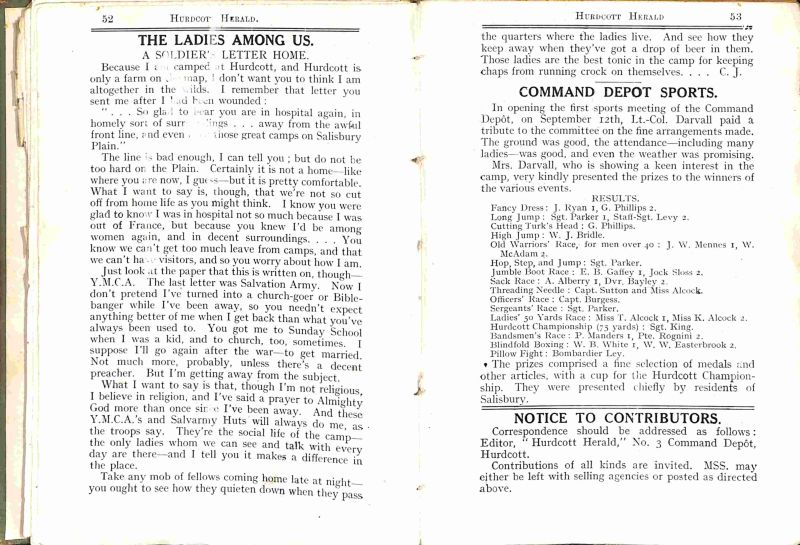 52
HURDCOT HERALD.
THE LADIES AMONG US.
A SOLDIER'S LETTER HOME.
Because I camped at Hurdcott, and Hurdcott is
only a farm on map, I don't want you to think I am
altogether in the wilds. I remember that letter you
sent me after I had been wounded :
" . . . So glad to hear you are in hospital again, in
homely sort of . . . away from the awful
front line, and even those great camps on Salisbury
Plain."
The line is bad enough, I can tell you ; but do not be
too hard on the Plain. Certainly it is not a home—like
where you are now, I guess—but it is pretty comfortable.
What I want to say is, though, that we're not so cut
off from home life as you might think. I know you were
glad to know I was in hospital not so much because I was
out of France, but because you knew I'd be among
women again, and in decent surroundings. . . . You
know we can't get too much leave from camps, and that
we can't have visitors, and so you worry about how I am.
Just look at the paper that this is written on, though—
Y.M.C.A. The last letter was Salvation Army. Now I
don't pretend I've turned into a church-goer or Bible-
banger while I've been away, so you needn't expect
anything better of me when I get back than what you've
always been used to. You got me to Sunday School
when I was a kid, and to church, too, sometimes. I
suppose I'll go again after the war—to get married.
Not much more, probably, unless there's a decent
preacher. But I'm getting away from the subject.
What I want to say is that, though I'm not religious,
I believe in religion, and I've said a prayer to Almighty
God more than once since I've been away. And these
Y.M.C.A.'s and Salvarmy Huts will always do me, as
the troops say. They're the social life of the camp—
the only ladies whom we can see and talk with every
day are there—and I tell you it makes a difference in
the place.
Take any mob of fellows coming home late at night—
you ought to see how they quieten down when they pass
HURDCOTT HERALD
53
the quarters where the ladies live. And see how they
keep away when they've got a drop of beer in them.
Those ladies are the best tonic in the camp for keeping
chaps from running crock on themselves. . . . C. J.
COMMAND DEPOT SPORTS.
In opening the first sports meeting of the Command
Depôt, on September 12th, Lt.-Col. Darvall paid a
tribute to the committee on the fine arrangements made.
The ground was good, the attendance—including many
ladies—was good, and even the weather was promising.
Mrs. Darvall, who is showing a keen interest in the
camp, very kindly presented the prizes to the winners of
the various events.
RESULTS.
Fancy Dress : J. Ryan 1, G. Phillips 2.
Long Jump : Sgt. Parker 1, Staff-Sgt. Levy 2.
Cutting Turk's Head : G. Phillips.
High Jump : W. J. Bridle.
Old Warriors' Race, for men over 40 : J. W. Mennes 1, W.
McAdam 2.
Hop, Step, and Jump : Sgt. Parker.
Jumble Boot Race : E. B. Gaffey 1, Jock Sloss 2.
Sack Race : A. Alberry 1, Dvr. Bayley 2.
Threading Needle : Capt. Sutton and Miss Alcock.
Officers' Race : Capt. Burgess.
Sergeants' Race : Sgt. Parker.
Ladies' 50 Yards Race : Miss T. Alcock 1, Miss K. Alcock 2.
Hurdcott Championship (75 yards) : Sgt. King.
Bandsmen's Race : P. Manders 1, Pte. Rognini 2.
Blindfold Boxing : W. B. White 1, W. W. Easterbrook 2.
Pillow Fight : Bombardier Ley.
The prizes comprised a fine selection of medals and
other articles, with a cup for the Hurdcott Champion-
ship. They were presented chiefly by residents of
Salisbury.
NOTICE TO CONTRIBUTORS.
Correspondence should be addressed as follows :
Editor, " Hurdcott Herald," No. 3 Command Depôt,
Hurdcott.
Contributions of all kinds are invited. MSS. may
either be left with selling agencies or posted as directed
above.